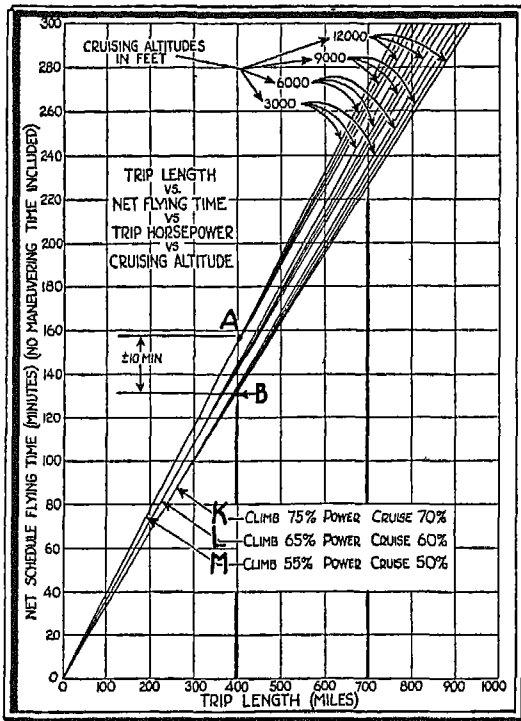 300
280
260
240
220
200
180
160
140
120
100
80
60
40
20
0
NET SCHEDULE FLYING TIME (MINUTES) (NO MANEUVERING TIME INCLUDED)
CRUISING ALTITUDES
IN FEET
12000
9000
6000
3000
TRIP LENGTH
VS.
NET FLYING TIME
VS
TRIP HORSEPOWER
VS
CRUISING ALTITUDE
A
±10 MIN
B
K CLIMB 75% POWER CRUISE 70%
L CLIMB 65% POWER CRUISE 60%
M CLIMB 55% POWER CRUISE 50%
0 100 200 300 400 500 600 700 800 900 1000
TRIP LENGTH (MILES)